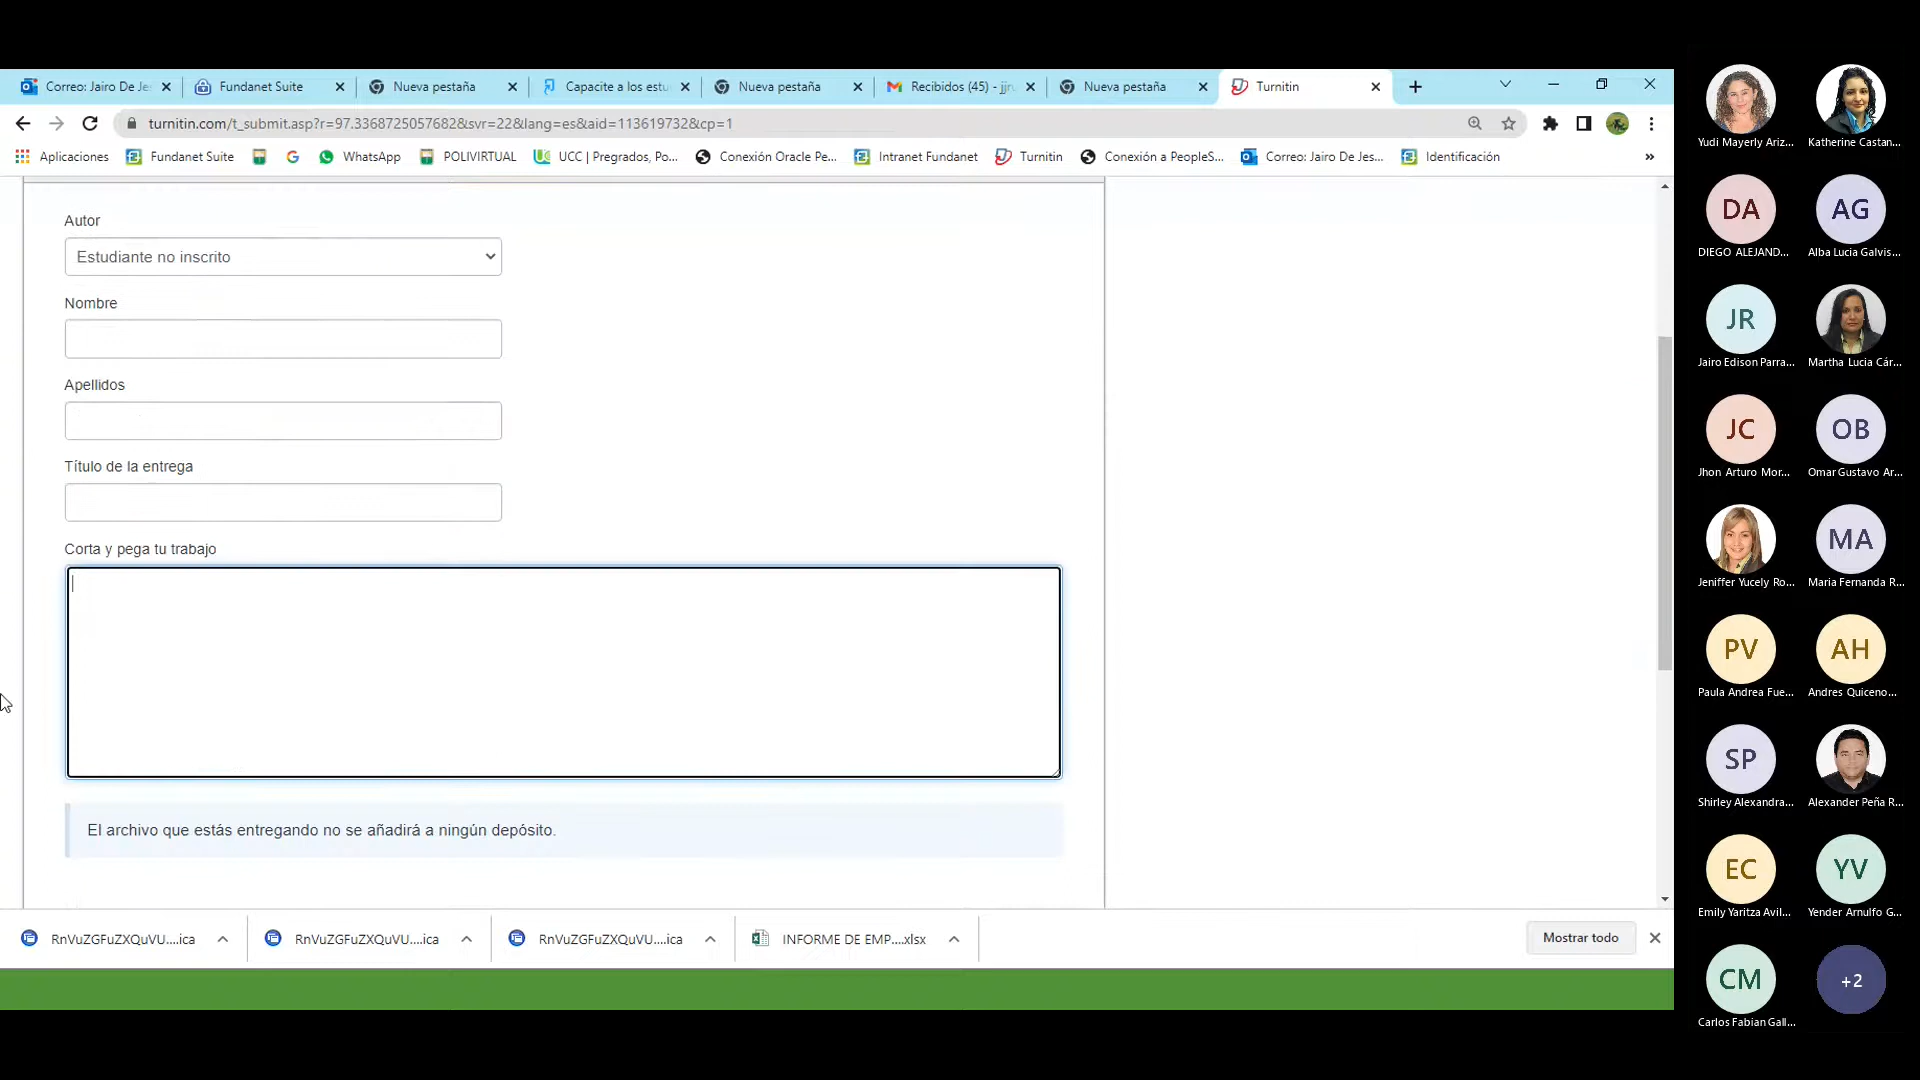 Correo: Jairo De Je
Fundanet Suite
Nueva pestaña
Capacite a los estu
Nueva pestaña
Recibidos (45) - jjru
Nueva pestaña
Turnitin
turnitin.com/t_submit.asp?r=97.3368725057682&svr=22&lang=es&aid=113619732&cp=1
Aplicaciones
Fundanet Suite
WhatsApp
POLIVIRTUAL
UCC | Pregrados, Po...
Conexión Oracle Pe...
Intranet Fundanet
Turnitin
Conexión a PeopleS...
Correo: Jairo De Jes...
Identificación
»
Autor
Estudiante no inscrito
Nombre
Apellidos
Título de la entrega
Corta y pega tu trabajo
El archivo que estás entregando no se añadirá a ningún depósito.
RnVuZGFuZXQuVU....ica
RnVuZGFuZXQuVU....ica
RnVuZGFuZXQuVU....ica
INFORME DE EMP....xlsx
Mostrar todo
Yudi Mayerly Ariz...
Katherine Castan...
DA
AG
DIEGO ALEJAND...
Alba Lucia Galvis...
JR
Jairo Edison Parra...
Martha Lucia Cár...
JC
OB
Jhon Arturo Mor...
Omar Gustavo Ar...
MA
Jeniffer Yucely Ro...
Maria Fernanda R...
PV
AH
Paula Andrea Fue...
Andres Quiceno...
SP
Shirley Alexandra...
Alexander Peña R...
EC
YV
Emily Yaritza Avil...
Yender Arnulfo G...
CM
+2
Carlos Fabian Gall...